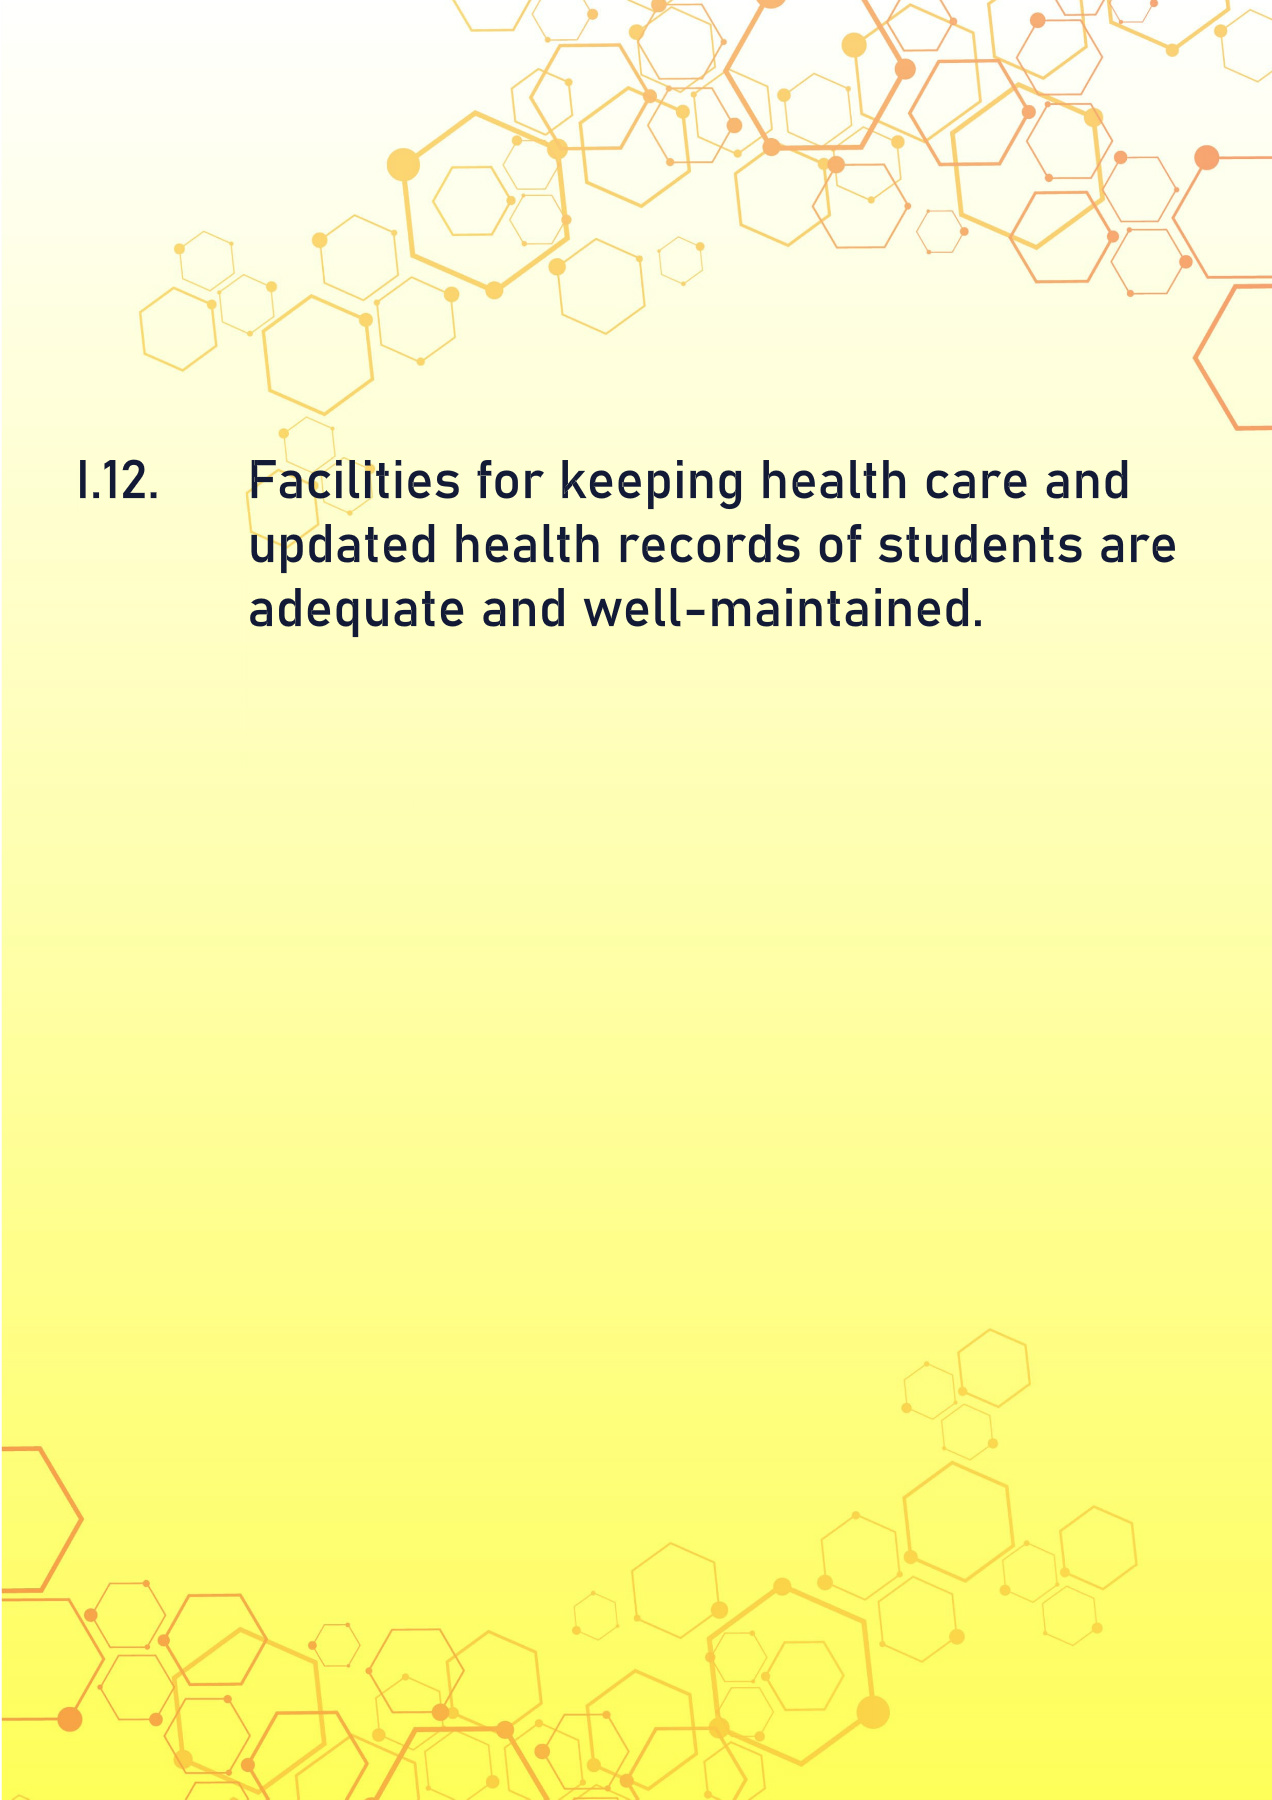 I.12. Facilities for keeping health care and
updated health records of students are
adequate and well-maintained.